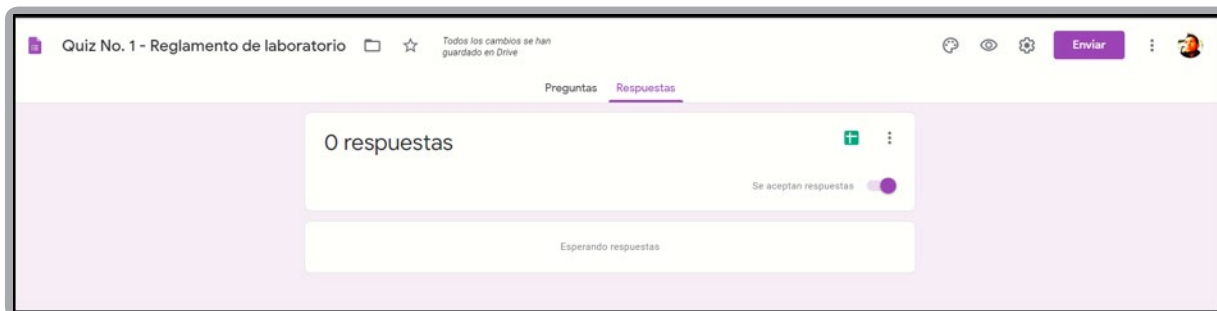 Quiz No. 1 - Reglamento de laboratorio
Todos los cambios se han
guardado en Drive
Enviar
Preguntas Respuestas
0 respuestas
Se aceptan respuestas
Esperando respuestas